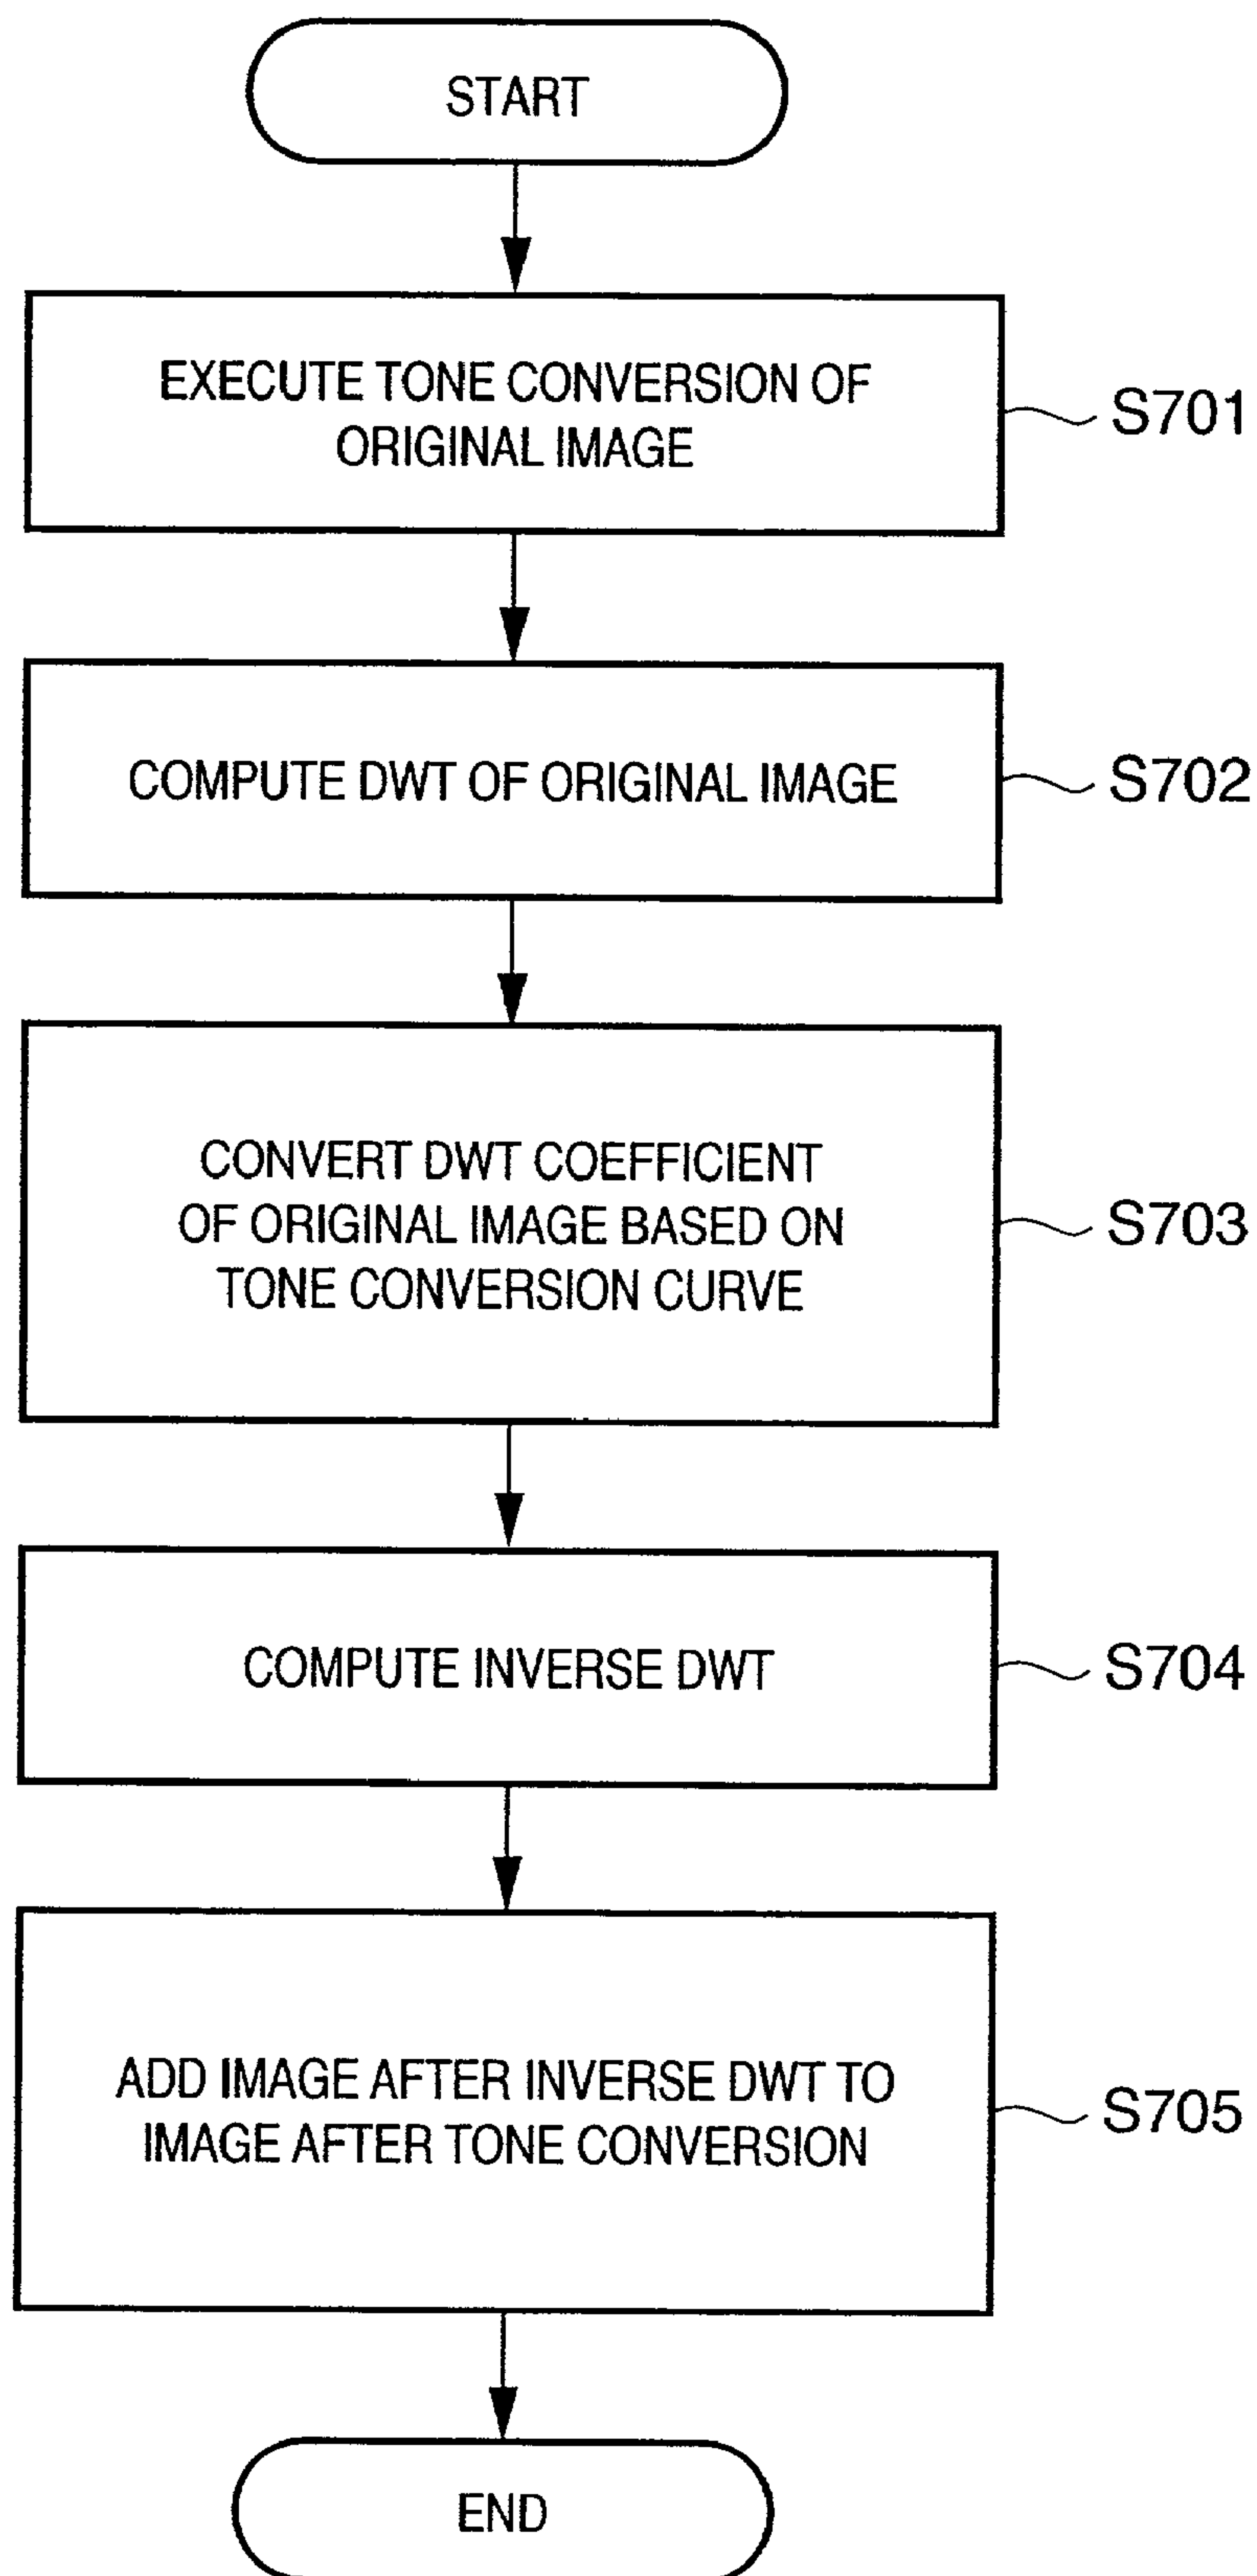 START
EXECUTE TONE CONVERSION OF
ORIGINAL IMAGE
S701
COMPUTE DWT OF ORIGINAL IMAGE
S702
CONVERT DWT COEFFICIENT
OF ORIGINAL IMAGE BASED ON
TONE CONVERSION CURVE
S703
COMPUTE INVERSE DWT
S704
ADD IMAGE AFTER INVERSE DWT TO
IMAGE AFTER TONE CONVERSION
S705
END